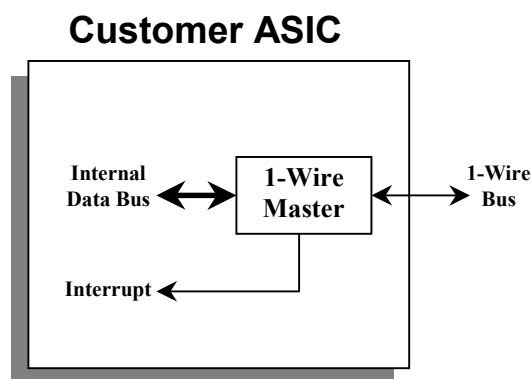 Customer ASIC
Internal
Data Bus
1-Wire
Master
1-Wire
Bus
Interrupt